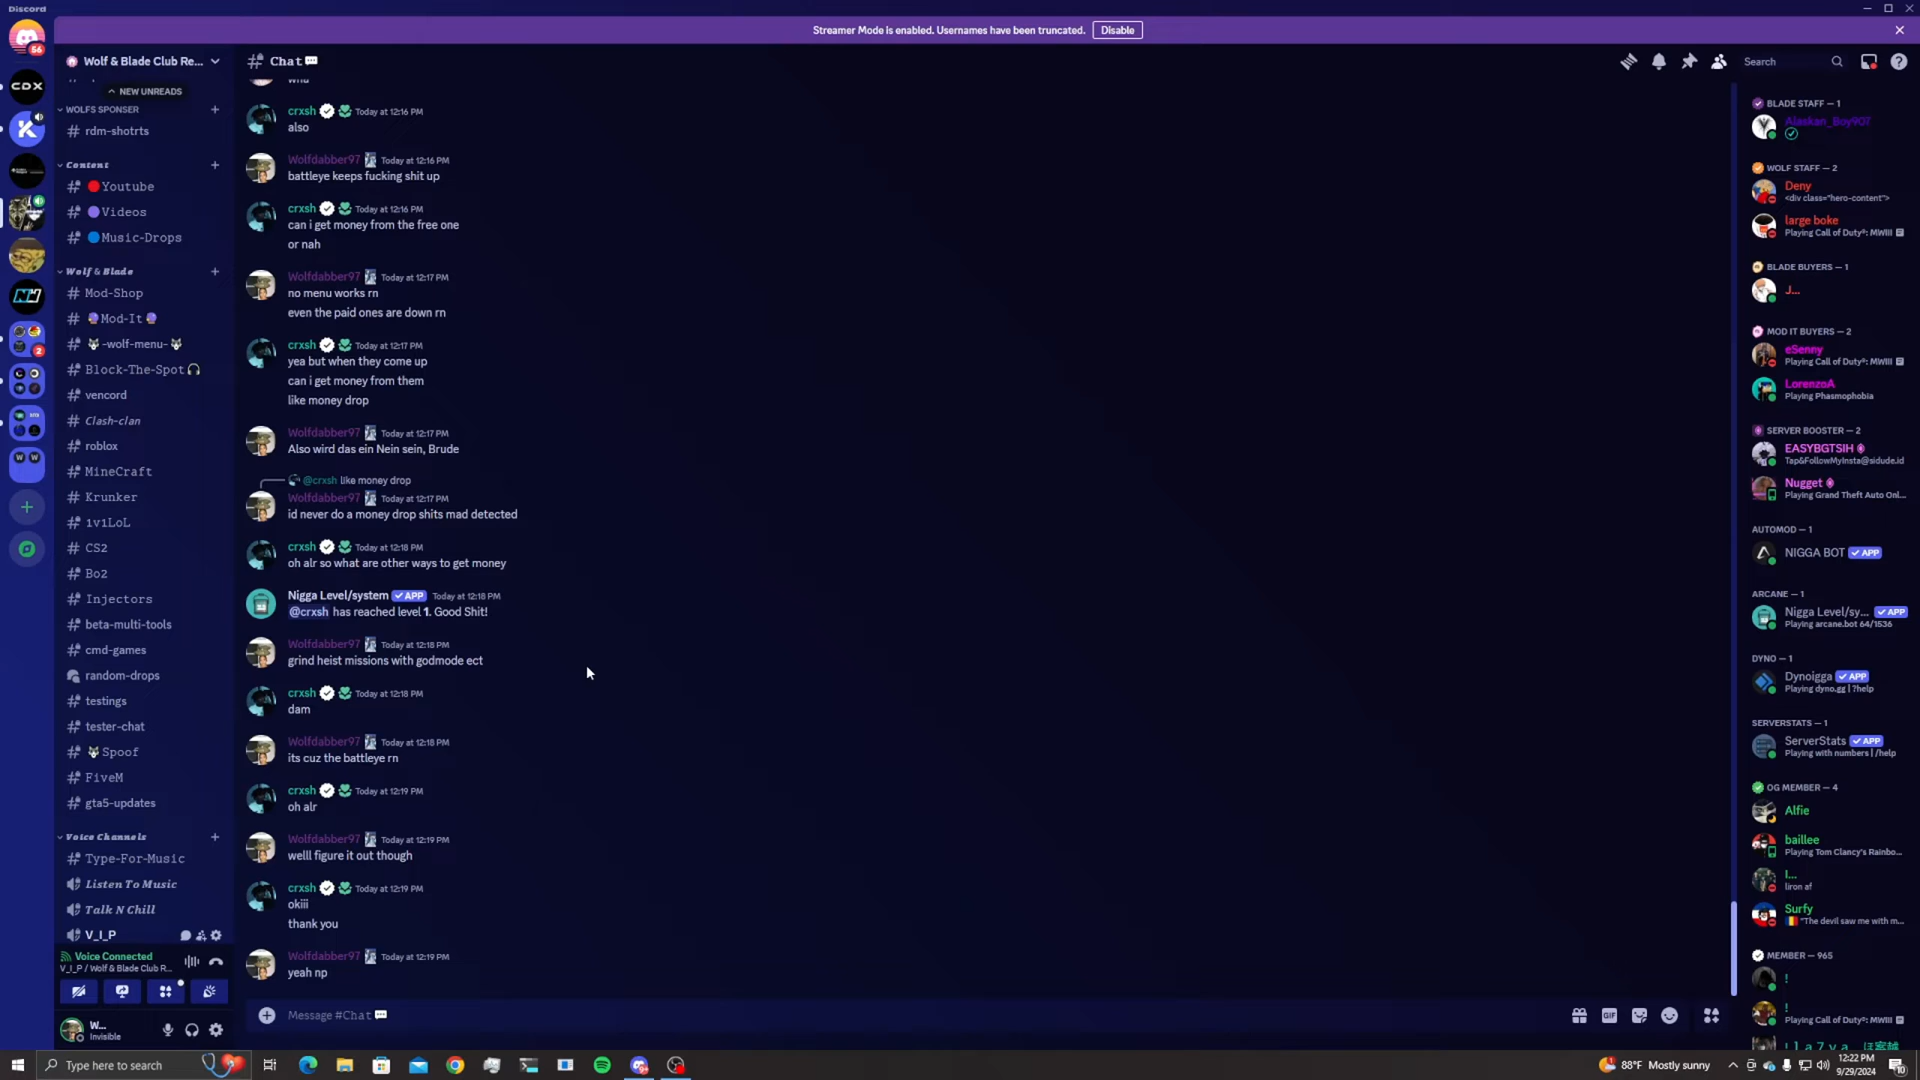 Discord
Streamer Mode is enabled. Usernames have been truncated. Disable
56
Wolf & Blade Club Re...
NEW UNREADS
WOLFS SPONSER
rdm-shotrts
Content
Youtube
Videos
Music-Drops
Wolf & Blade
Mod-Shop
Mod-It
-wolf-menu-
Block-The-Spot
vencord
Clash-clan
roblox
MineCraft
Krunker
1v1LoL
CS2
Bo2
Injectors
beta-multi-tools
cmd-games
random-drops
testings
tester-chat
Spoof
FiveM
gta5-updates
Voice Channels
Type-For-Music
Listen To Music
Talk N Chill
V_I_P
Voice Connected
V_I_P / Wolf & Blade Club R...
W...
Invisible
CDX
2
W W
Chat
Search
crxsh Today at 12:16 PM
also
Wolfdabber97 Today at 12:16 PM
battleye keeps fucking shit up
crxsh Today at 12:16 PM
can i get money from the free one
or nah
Wolfdabber97 Today at 12:17 PM
no menu works rn
even the paid ones are down rn
crxsh Today at 12:17 PM
yea but when they come up
can i get money from them
like money drop
Wolfdabber97 Today at 12:17 PM
Also wird das ein Nein sein, Brude
@crxsh like money drop
Wolfdabber97 Today at 12:17 PM
id never do a money drop shits mad detected
crxsh Today at 12:18 PM
oh alr so what are other ways to get money
Nigga Level/system APP Today at 12:18 PM
@crxsh has reached level 1. Good Shit!
Wolfdabber97 Today at 12:18 PM
grind heist missions with godmode ect
crxsh Today at 12:18 PM
dam
Wolfdabber97 Today at 12:18 PM
its cuz the battleye rn
crxsh Today at 12:19 PM
oh alr
Wolfdabber97 Today at 12:19 PM
welll figure it out though
crxsh Today at 12:19 PM
okiii
thank you
Wolfdabber97 Today at 12:19 PM
yeah np
Message #Chat
GIF
BLADE STAFF — 1
Alaskan_Boy907
WOLF STAFF — 2
Deny
<div class="hero-content">
large boke
Playing Call of Duty®: MWIII
BLADE BUYERS — 1
J...
MOD IT BUYERS — 2
eSenny
Playing Call of Duty®: MWIII
LorenzoA
Playing Phasmophobia
SERVER BOOSTER — 2
EASYBGTSIH
Tap&FollowMyInsta@sidude.id
Nugget
Playing Grand Theft Auto Onl...
AUTOMOD — 1
NIGGA BOT APP
ARCANE — 1
Nigga Level/sy... APP
Playing arcane.bot 64/1536
DYNO — 1
Dynoigga APP
Playing dyno.gg | ?help
SERVERSTATS — 1
ServerStats APP
Playing with numbers | /help
OG MEMBER — 4
Alfie
baillee
Playing Tom Clancy's Rainbo...
I...
liron af
Surfy
"The devil saw me with m...
MEMBER — 965
!
!
Playing Call of Duty®: MWIII
Type here to search
88°F Mostly sunny
12:22 PM
9/29/2024